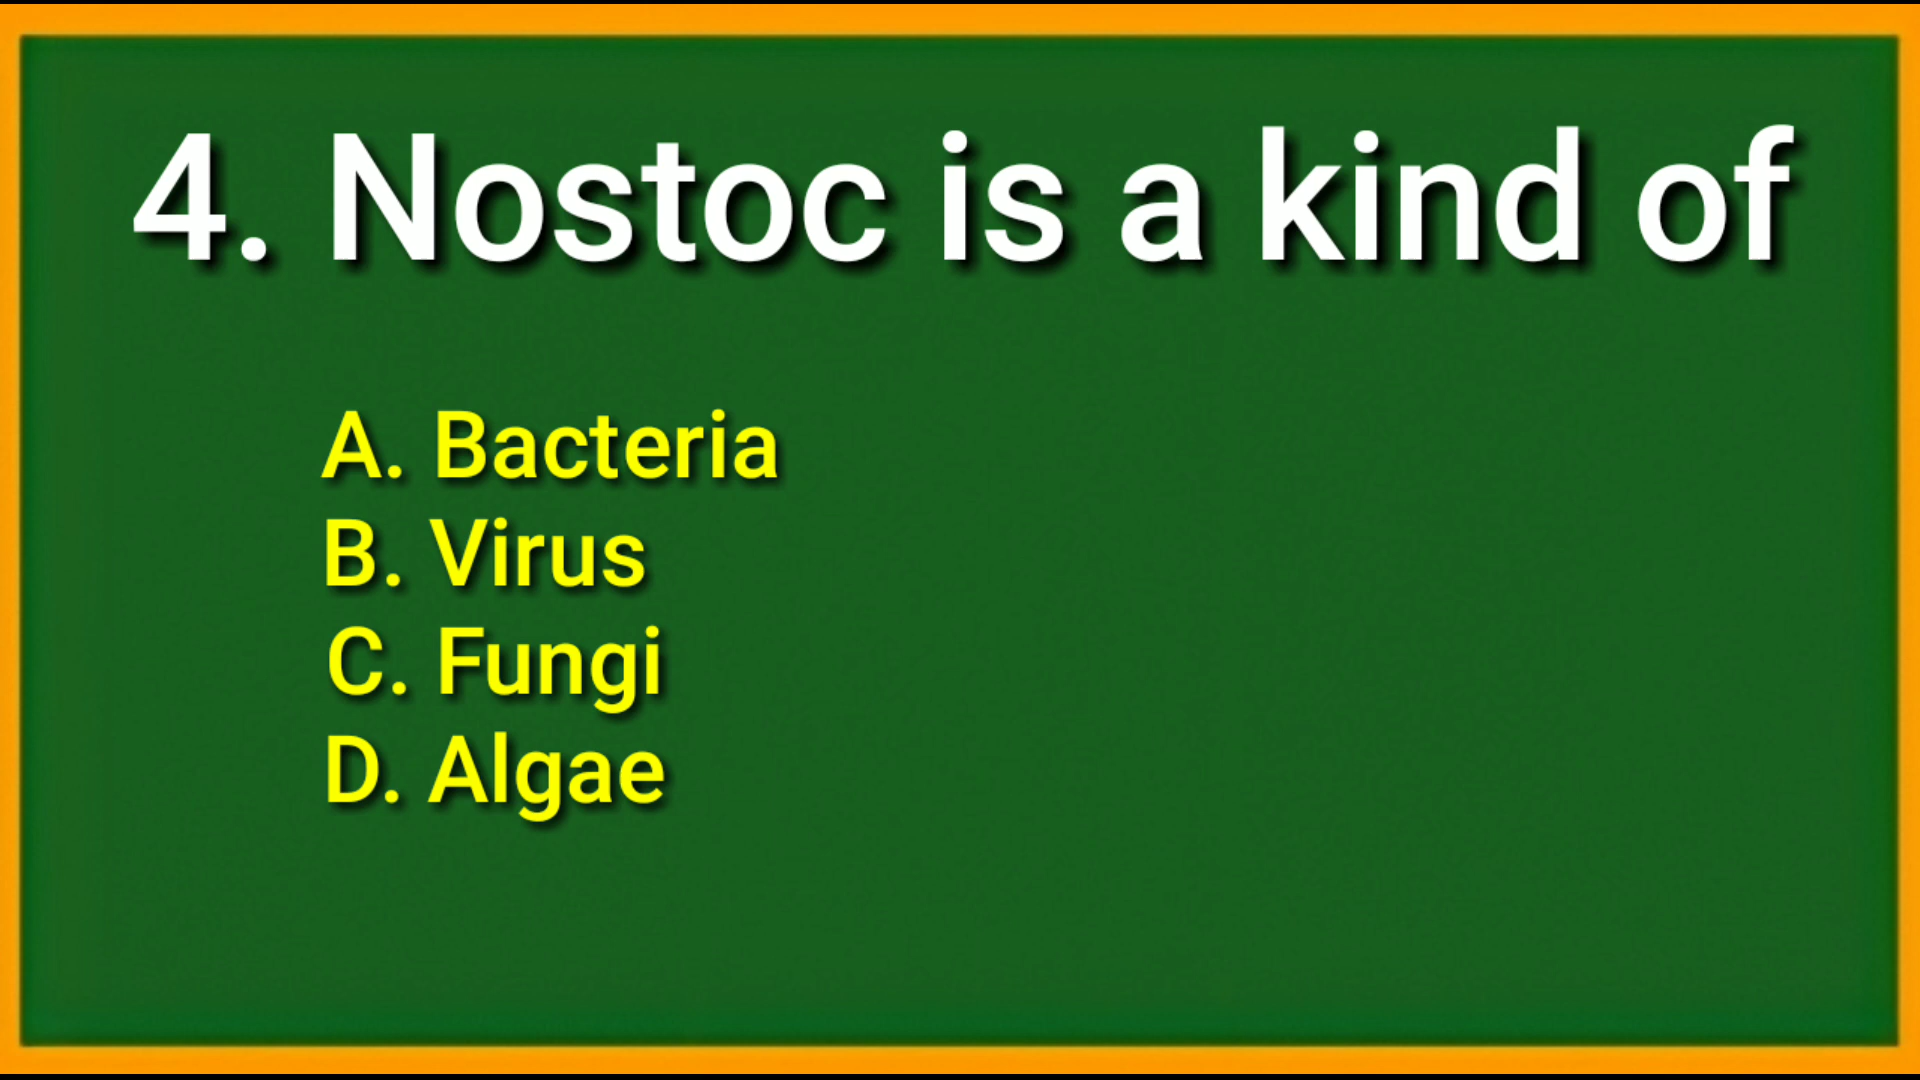 4. Nostoc is a kind of
A. Bacteria
B. Virus
C. Fungi
D. Algae